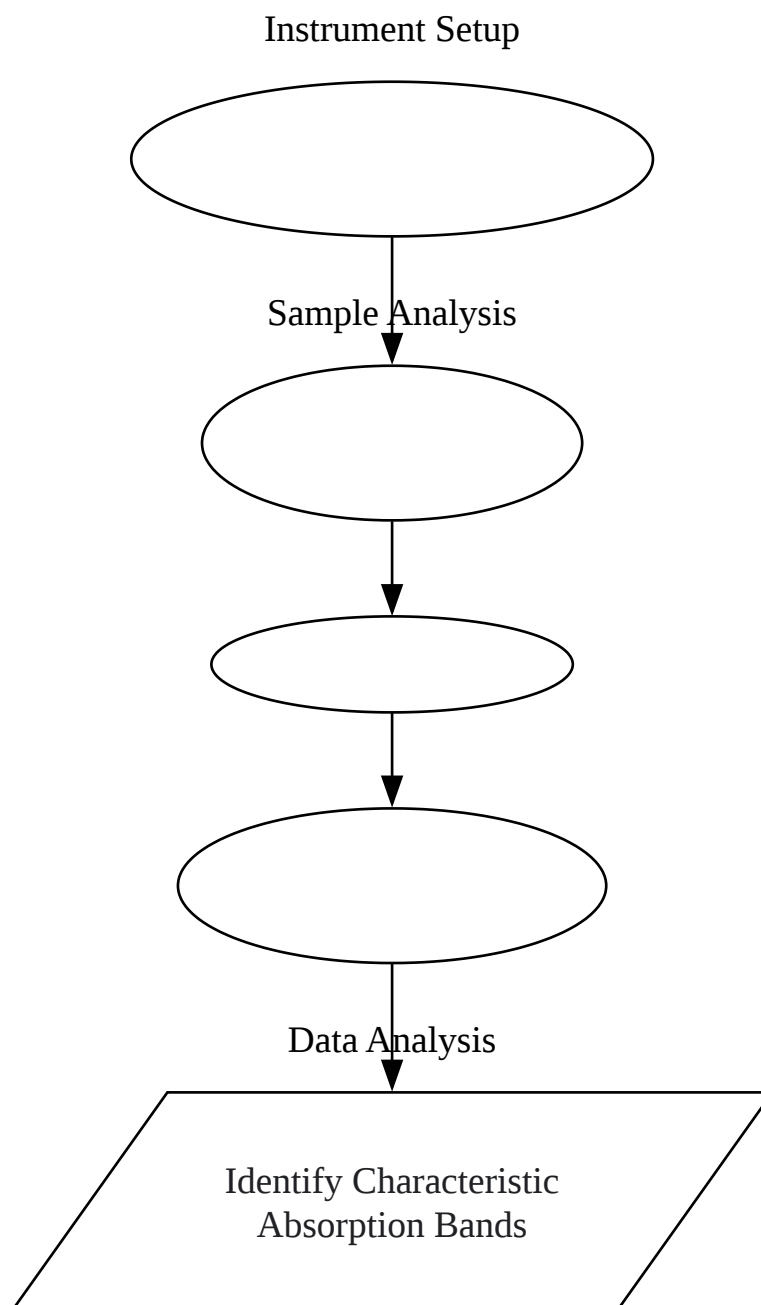 Instrument Setup
Sample Analysis
Data Analysis
Identify Characteristic
Absorption Bands